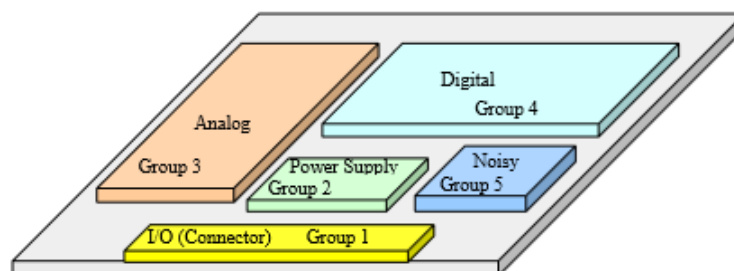 Digital
Group 4
Analog
Group 3
Power Supply
Group 2
Noisy
Group 5
I/O (Connector) Group 1